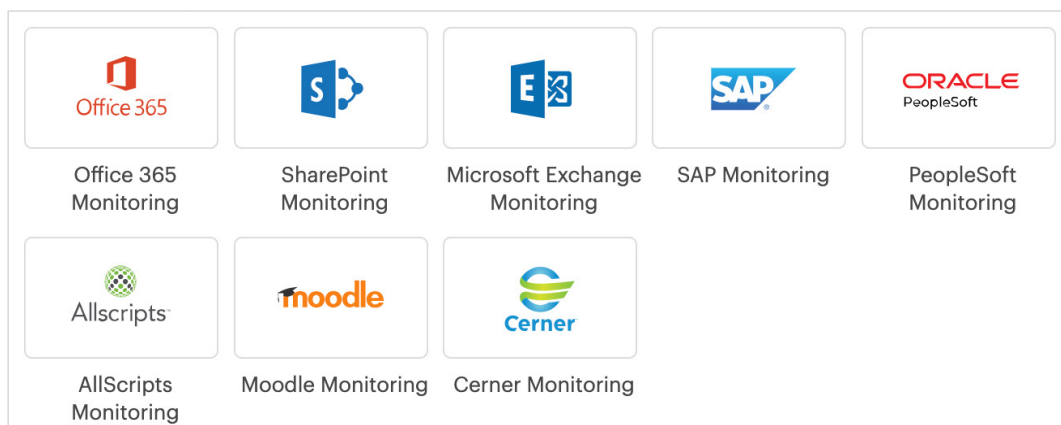 Office 365
S
E
SAP
ORACLE
PeopleSoft
Office 365
Monitoring
SharePoint
Monitoring
Microsoft Exchange
Monitoring
SAP Monitoring
PeopleSoft
Monitoring
Allscripts
moodle
Cerner
AllScripts
Monitoring
Moodle Monitoring
Cerner Monitoring